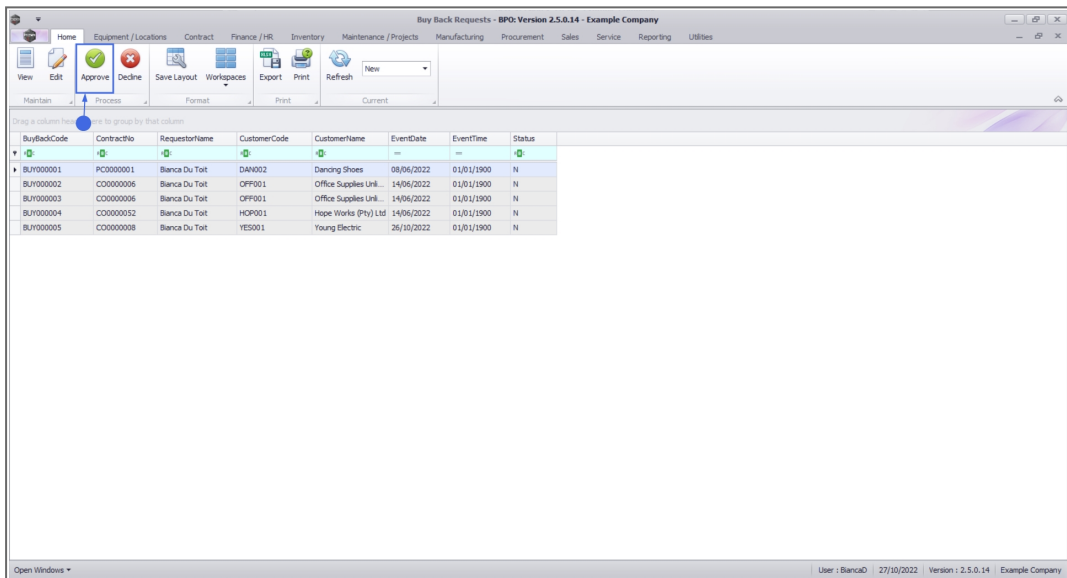 Buy Back Requests - BPO: Version 2.5.0.14 - Example Company
Home Equipment / Locations Contract Finance / HR Inventory Maintenance / Projects Manufacturing Procurement Sales Service Reporting Utilities
View Edit Approve Decline Save Layout Workspaces Export Print Refresh New
Maintain Process Format Print Current
Drag a column here to group by that column
BuyBackCode ContractNo RequestorName CustomerCode CustomerName EventDate EventTime Status
BUY000001 PC0000001 Bianca Du Toit DAN002 Dancing Shoes 08/06/2022 01/01/1900 N
BUY000002 CO0000006 Bianca Du Toit OFF001 Office Supplies Unli... 14/06/2022 01/01/1900 N
BUY000003 CO0000006 Bianca Du Toit OFF001 Office Supplies Unli... 14/06/2022 01/01/1900 N
BUY000004 CO0000052 Bianca Du Toit HOP001 Hope Works (Pty) Ltd 14/06/2022 01/01/1900 N
BUY000005 CO0000008 Bianca Du Toit YES001 Young Electric 26/10/2022 01/01/1900 N
Open Windows User : BiancaD 27/10/2022 Version : 2.5.0.14 Example Company